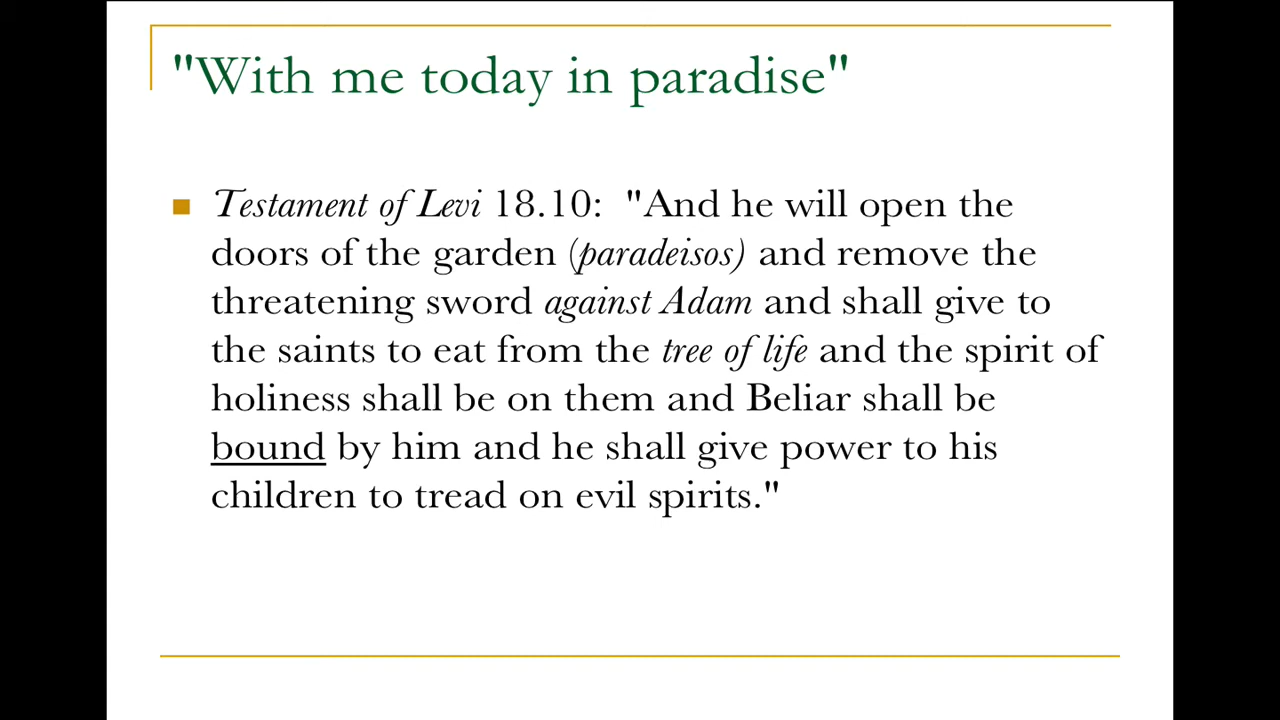 "With me today in paradise"
Testament of Levi 18.10:  "And he will open the
doors of the garden (paradeisos) and remove the
threatening sword against Adam and shall give to
the saints to eat from the tree of life and the spirit of
holiness shall be on them and Beliar shall be
bound by him and he shall give power to his
children to tread on evil spirits."